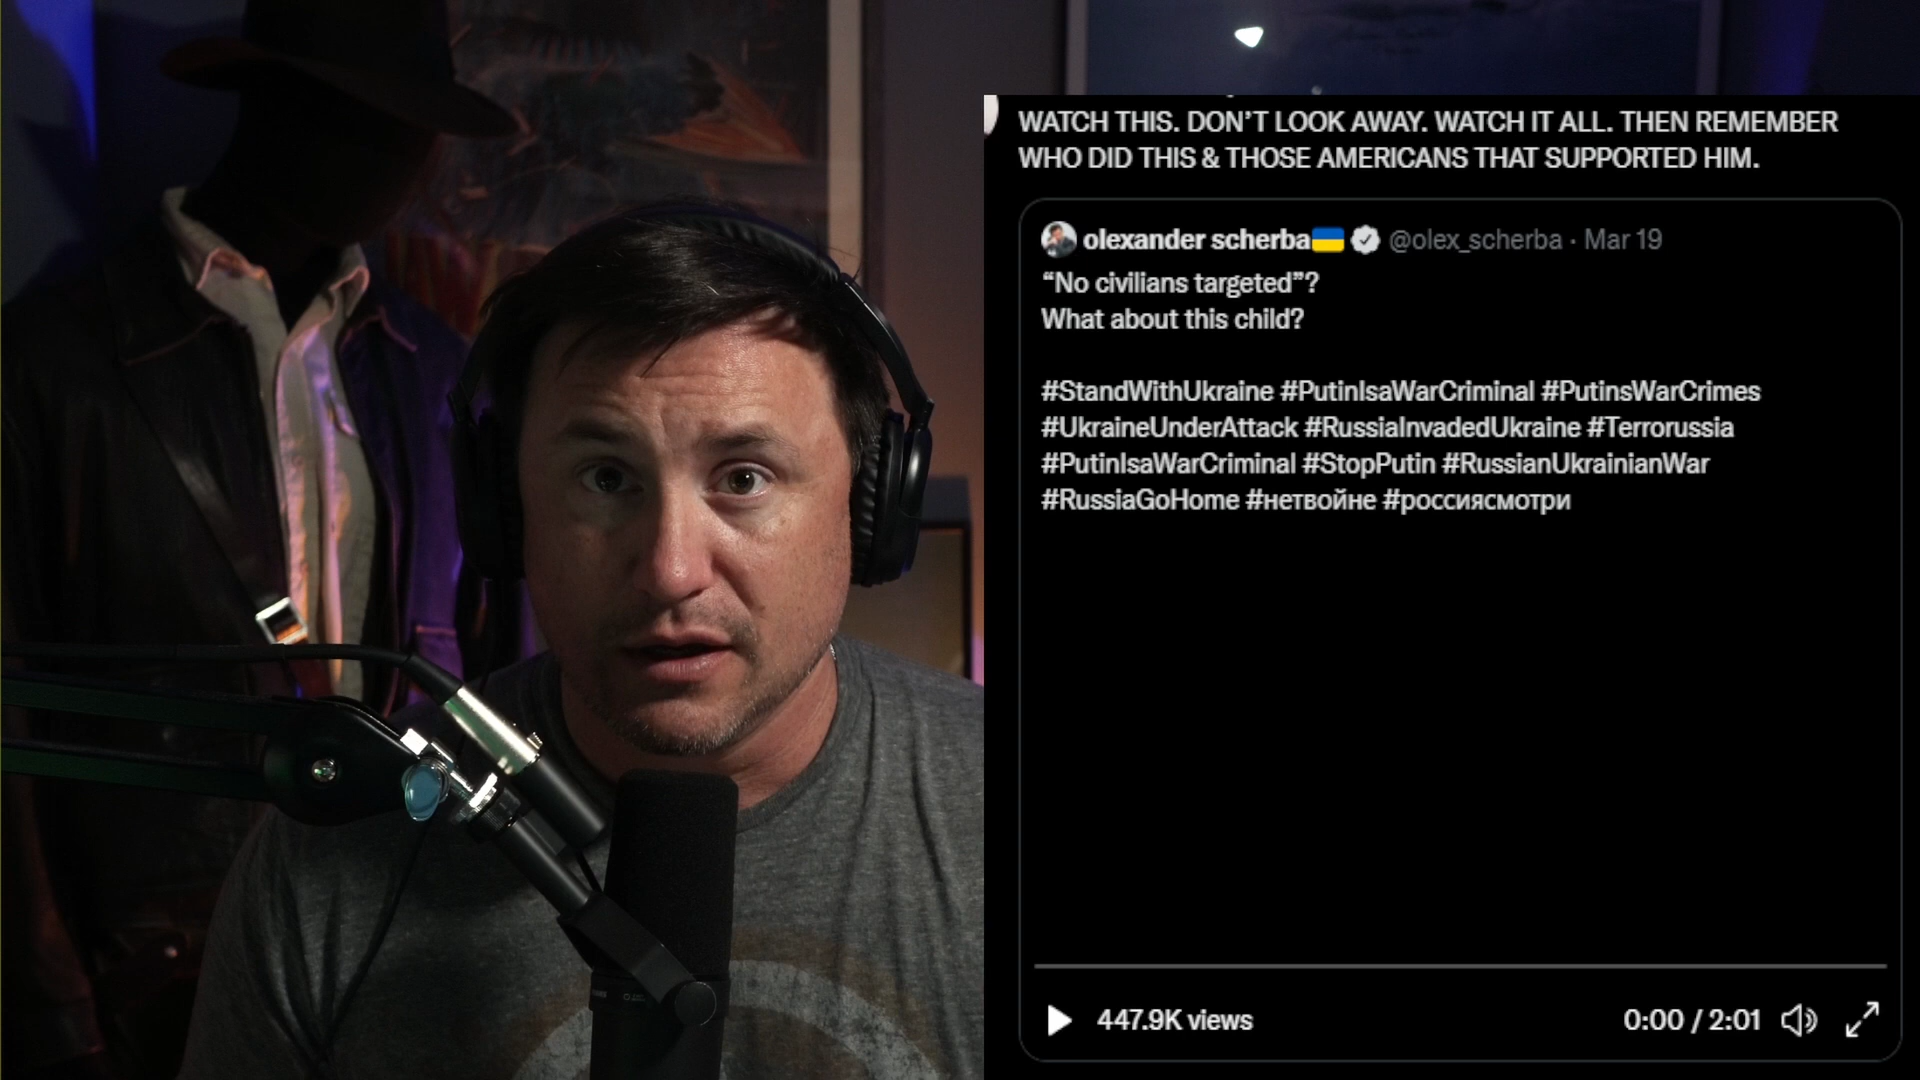 WATCH THIS. DON’T LOOK AWAY. WATCH IT ALL. THEN REMEMBER
WHO DID THIS & THOSE AMERICANS THAT SUPPORTED HIM.
olexander scherba🇺🇦 @olex_scherba · Mar 19
“No civilians targeted”?
What about this child?
#StandWithUkraine #PutinIsaWarCriminal #PutinsWarCrimes
#UkraineUnderAttack #RussiaInvadedUkraine #Terrorussia
#PutinIsaWarCriminal #StopPutin #RussianUkrainianWar
#RussiaGoHome #нетвойне #россиясмотри
447.9K views
0:00 / 2:01